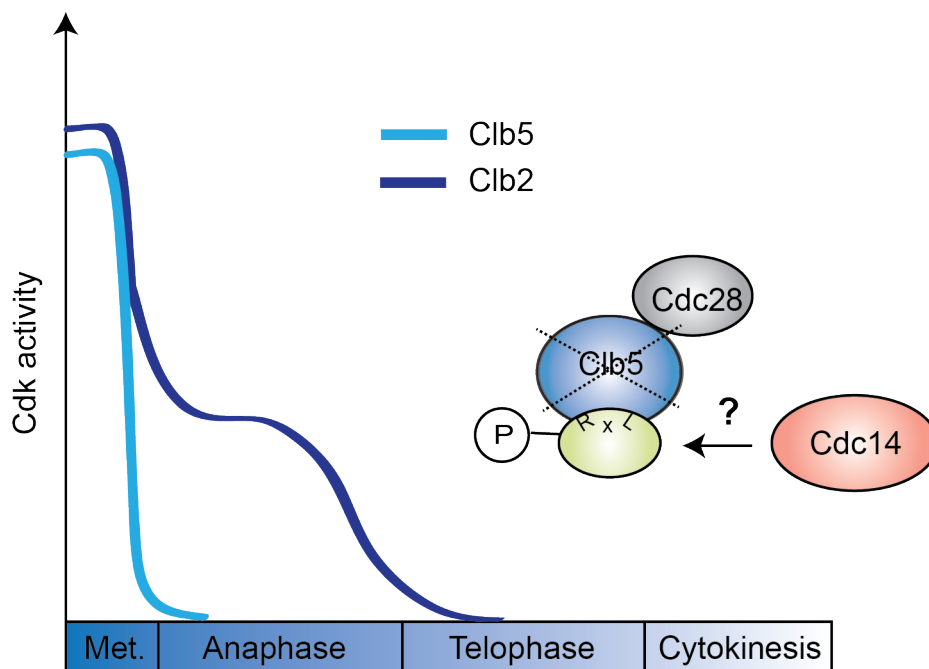 Cdk activity
Clb5
Clb2
Cdc28
Clb5
R x L
P
?
Cdc14
Met.
Anaphase
Telophase
Cytokinesis